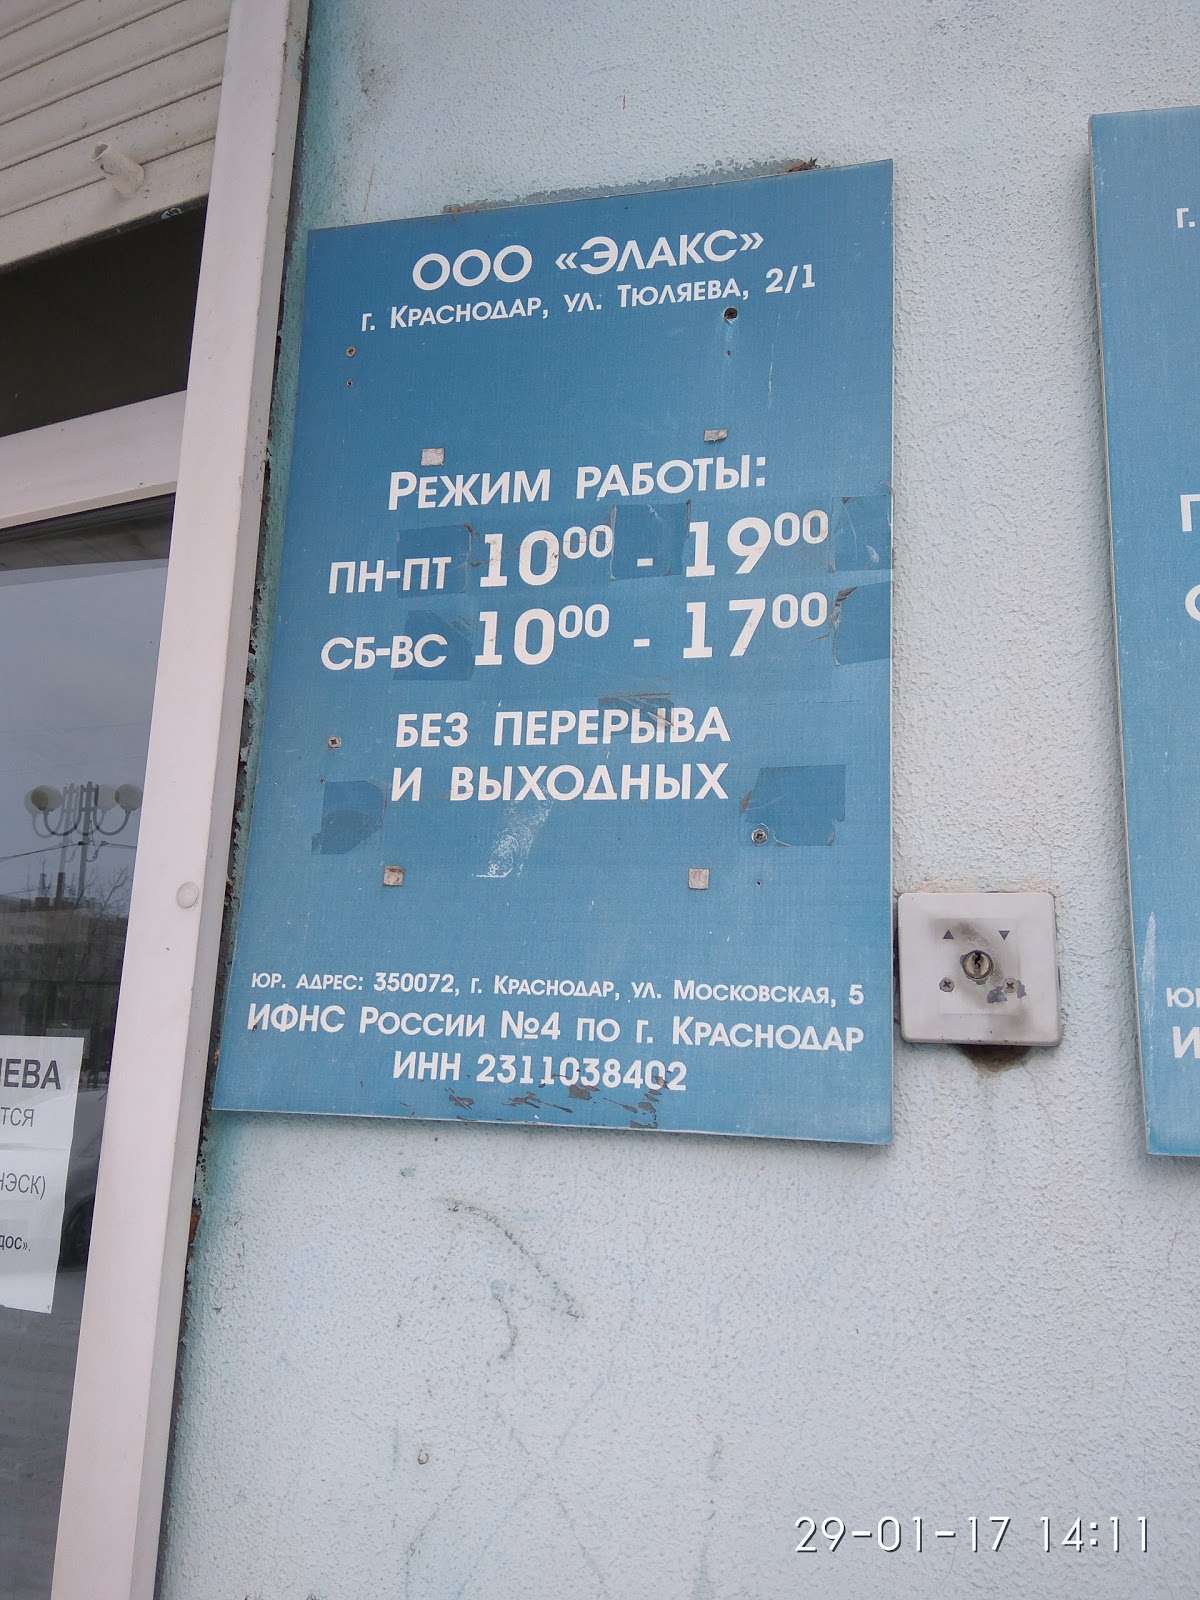 ООО «Элакс»
г. Краснодар, ул. Тюляева, 2/1
Режим работы:
пн-пт 10⁰⁰ - 19⁰⁰
сб-вс 10⁰⁰ - 17⁰⁰
без перерыва
и выходных
юр. адрес: 350072, г. Краснодар, ул. Московская, 5
ИФНС России №4 по г. Краснодар
ИНН 2311038402
29-01-17 14:11